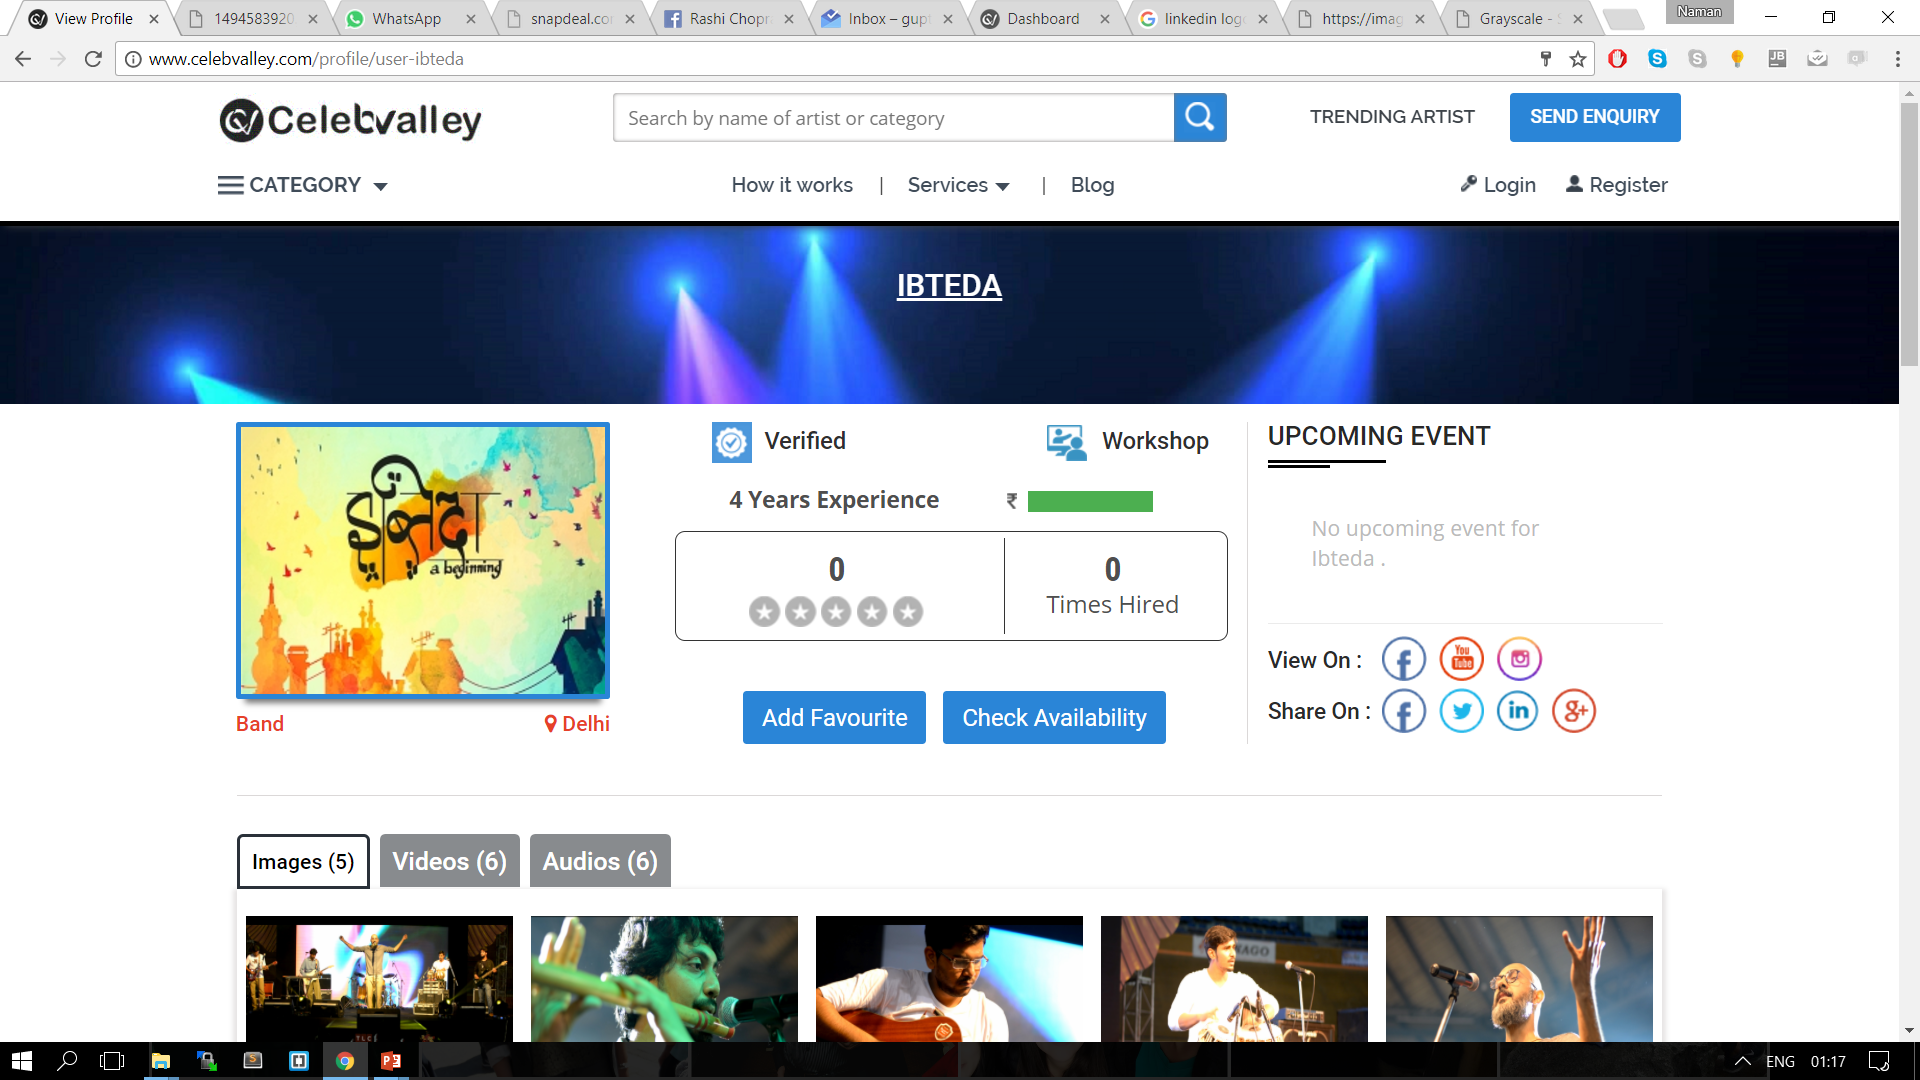 View Profile
1494583920
WhatsApp
snapdeal.co
Rashi Chopr
Inbox – gup
Dashboard
linkedin log
https://imag
Grayscale -
Naman
www.celebvalley.com/profile/user-ibteda
Celebvalley
Search by name of artist or category
TRENDING ARTIST
SEND ENQUIRY
CATEGORY
How it works | Services | Blog
Login
Register
IBTEDA
इब्तिदा
a beginning
Band
Delhi
Verified
Workshop
4 Years Experience
₹
0
0
Times Hired
Add Favourite
Check Availability
UPCOMING EVENT
No upcoming event for
Ibteda .
View On :
You
Tube
Share On :
Images (5)
Videos (6)
Audios (6)
ENG
01:17